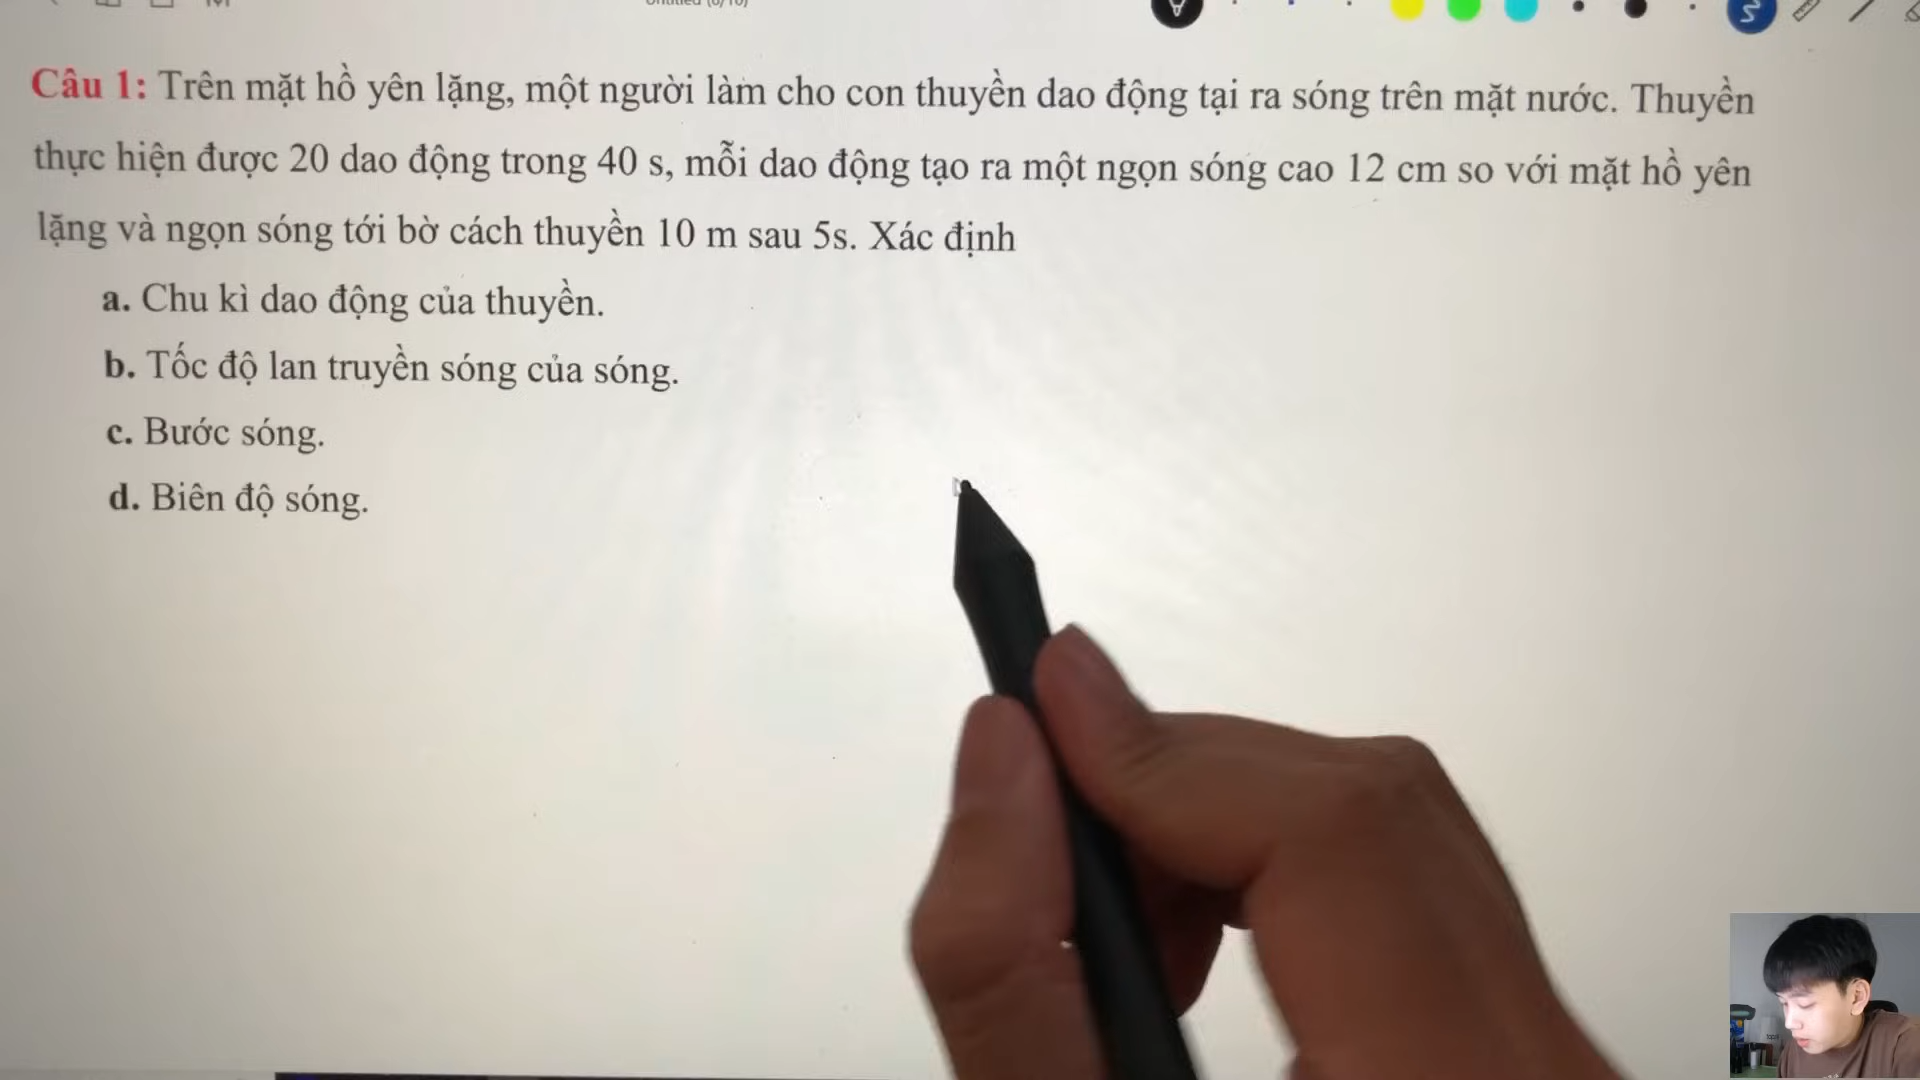 Câu 1: Trên mặt hồ yên lặng, một người làm cho con thuyền dao động tại ra sóng trên mặt nước. Thuyền
thực hiện được 20 dao động trong 40 s, mỗi dao động tạo ra một ngọn sóng cao 12 cm so với mặt hồ yên
lặng và ngọn sóng tới bờ cách thuyền 10 m sau 5s. Xác định
a. Chu kì dao động của thuyền.
b. Tốc độ lan truyền sóng của sóng.
c. Bước sóng.
d. Biên độ sóng.